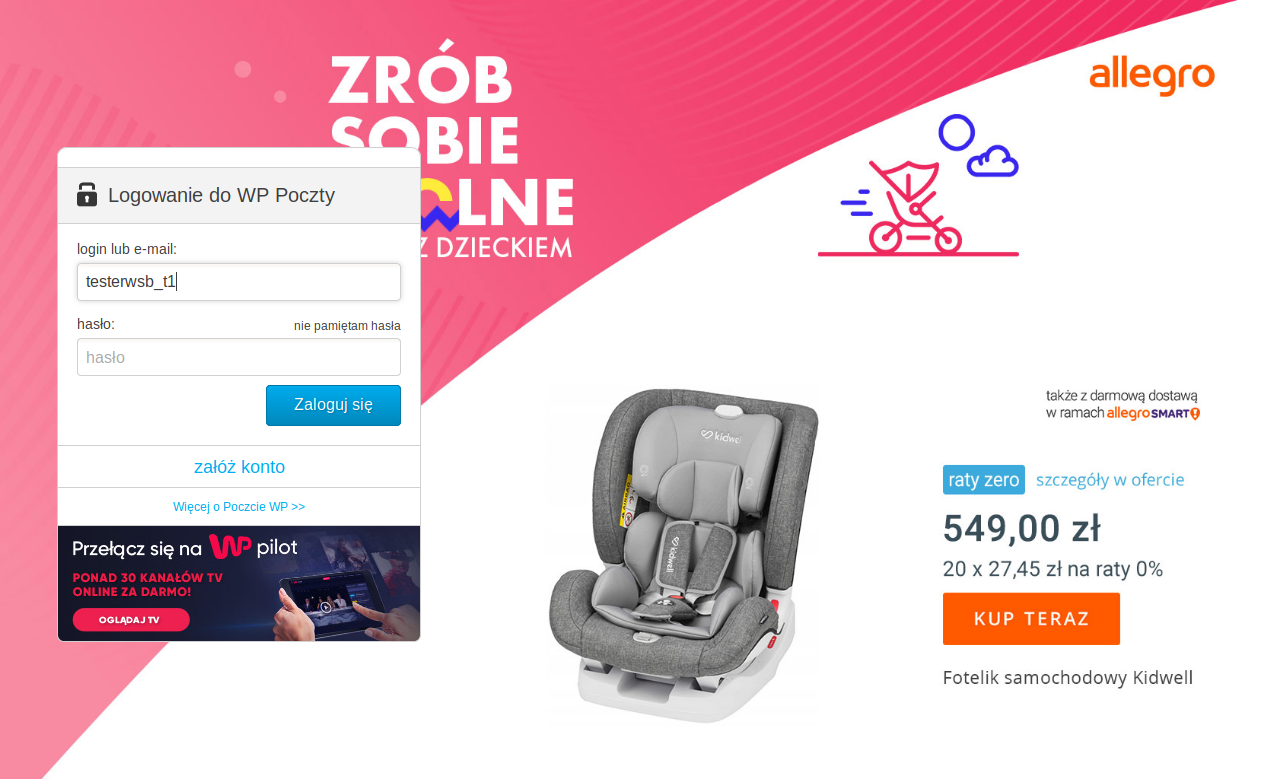 ZRÓB
SOBIE
LNE
Z DZIECKIEM
allegro
Logowanie do WP Poczty
login lub e-mail:
testerwsb_t1
hasło:
nie pamiętam hasła
hasło
Zaloguj się
załóż konto
Więcej o Poczcie WP >>
Przełącz się na WP pilot
PONAD 30 KANAŁÓW TV
ONLINE ZA DARMO!
OGLĄDAJ TV
kidwell
kidwell
także z darmową dostawą
w ramach allegro SMART!
raty zero szczegóły w ofercie
549,00 zł
20 x 27,45 zł na raty 0%
KUP TERAZ
Fotelik samochodowy Kidwell